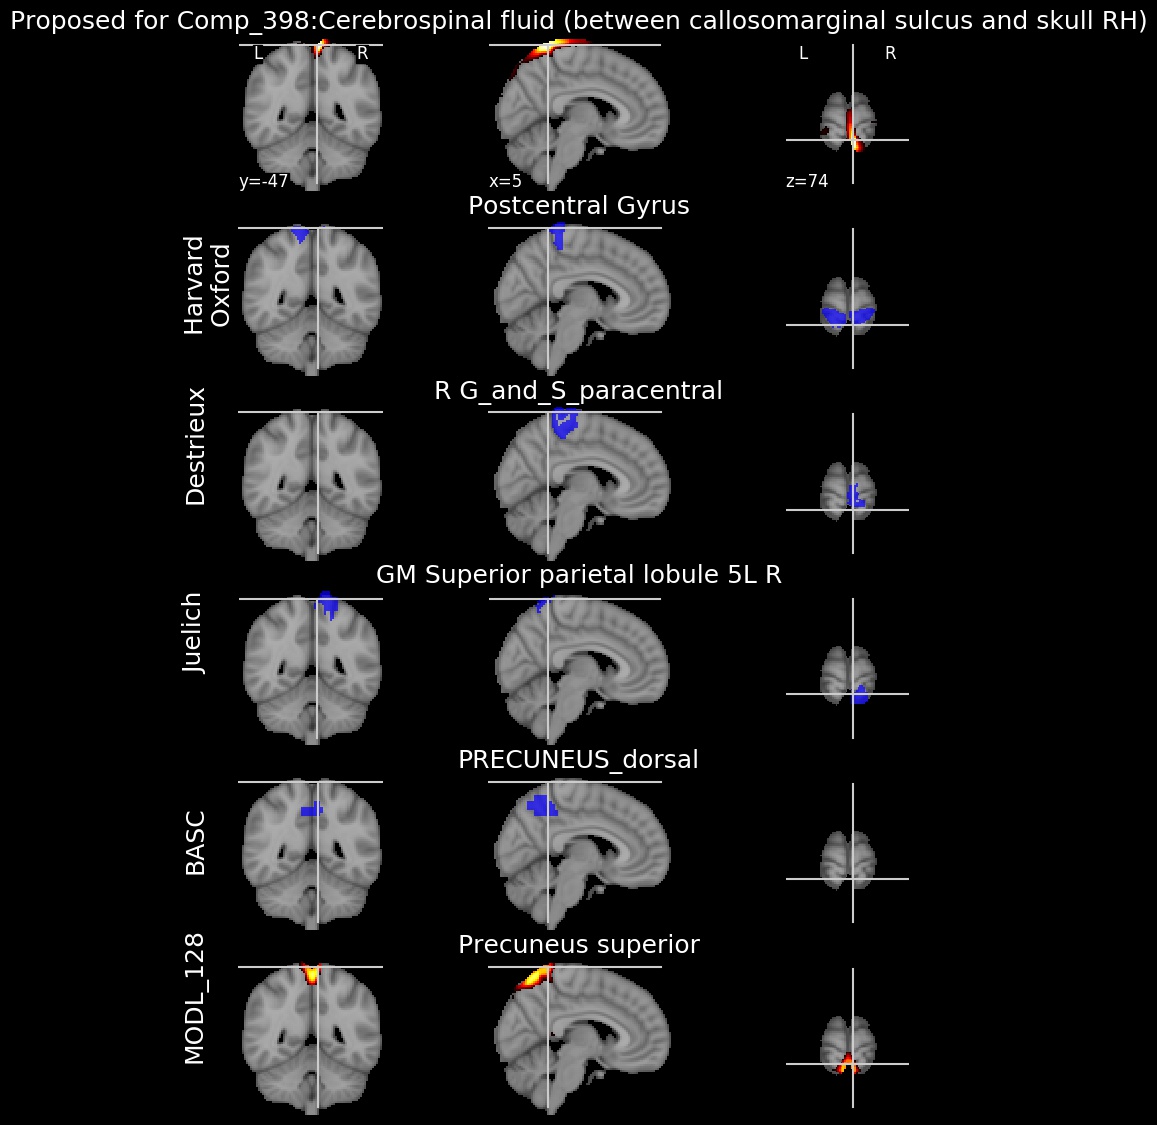 Proposed for Comp_398:Cerebrospinal fluid (between callosomarginal sulcus and skull RH)
L R L R
y=-47 x=5 z=74
Postcentral Gyrus
Harvard
Oxford
R G_and_S_paracentral
Destrieux
GM Superior parietal lobule 5L R
Juelich
PRECUNEUS_dorsal
BASC
Precuneus superior
MODL_128